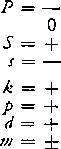 P = —
0
S = +
s = —
k = +
p = +
d = +
m = ±